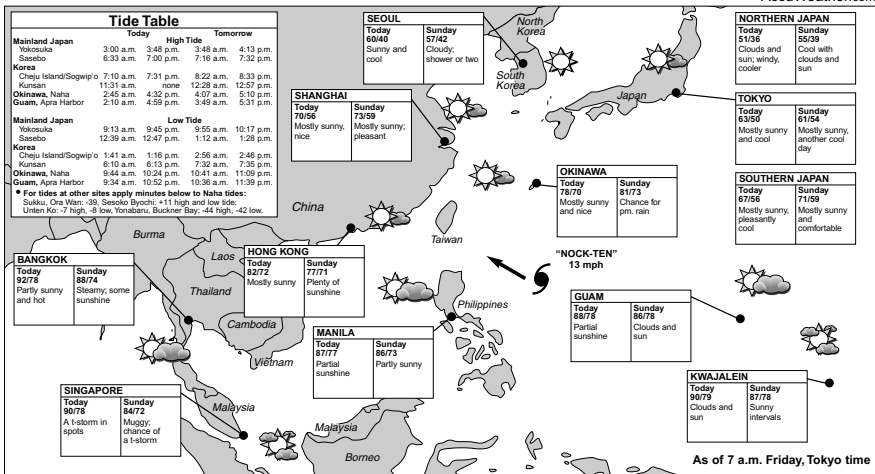 Tide Table
Today Tomorrow
Mainland Japan High Tide
Yokosuka 3:00 a.m. 3:48 p.m. 3:48 a.m. 4:13 p.m.
Sasebo 6:33 a.m. 7:00 p.m. 7:16 a.m. 7:32 p.m.
Korea
Cheju Island/Sogwip'o 7:10 a.m. 7:31 p.m. 8:22 a.m. 8:33 p.m.
Kunsan 11:31 a.m. none 12:28 a.m. 12:57 p.m.
Okinawa, Naha 2:45 a.m. 4:32 p.m. 4:07 a.m. 5:10 p.m.
Guam, Apra Harbor 2:10 a.m. 4:59 p.m. 3:49 a.m. 5:31 p.m.
Mainland Japan Low Tide
Yokosuka 9:13 a.m. 9:45 p.m. 9:55 a.m. 10:17 p.m.
Sasebo 12:39 a.m. 12:47 p.m. 1:12 a.m. 1:28 p.m.
Korea
Cheju Island/Sogwip'o 1:41 a.m. 1:16 p.m. 2:56 a.m. 2:46 p.m.
Kunsan 6:10 a.m. 6:13 p.m. 7:32 a.m. 7:35 p.m.
Okinawa, Naha 9:44 a.m. 10:24 p.m. 10:41 a.m. 11:09 p.m.
Guam, Apra Harbor 9:34 a.m. 10:52 p.m. 10:36 a.m. 11:39 p.m.
• For tides at other sites apply minutes below to Naha tides:
Sukku, Ora Wan: -39, Sesoko Byochi: +11 high and low tide:
Unten Ko: -7 high, -8 low, Yonabaru, Buckner Bay: -44 high, -42 low.
SEOUL
Today Sunday
60/40 57/42
Sunny and Cloudy;
cool shower or two
North
Korea
South
Korea
Japan
NORTHERN JAPAN
Today Sunday
51/36 55/39
Clouds and Cool with
sun; windy, clouds and
cooler sun
SHANGHAI
Today Sunday
70/56 73/59
Mostly sunny, Mostly sunny;
nice pleasant
TOKYO
Today Sunday
63/50 61/54
Mostly sunny Mostly sunny,
and cool another cool
day
OKINAWA
Today Sunday
78/70 81/73
Mostly sunny Chance for
and nice pm. rain
SOUTHERN JAPAN
Today Sunday
67/56 71/59
Mostly sunny, Mostly
pleasantly sunny and
cool comfortable
China
Taiwan
Burma
Laos
Thailand
Cambodia
Vietnam
Philippines
BANGKOK
Today Sunday
92/78 88/74
Partly sunny Steamy; some
and hot sunshine
HONG KONG
Today Sunday
82/72 77/71
Mostly sunny Plenty of
sunshine
"NOCK-TEN"
13 mph
GUAM
Today Sunday
88/78 86/78
Partial Clouds and
sunshine sun
MANILA
Today Sunday
87/77 86/73
Partial Partly sunny
sunshine
KWAJALEIN
Today Sunday
90/79 87/78
Clouds and Sunny
sun intervals
SINGAPORE
Today Sunday
90/78 84/72
A t-storm in Muggy;
spots chance of
a t-storm
Malaysia
Malaysia
Borneo
As of 7 a.m. Friday, Tokyo time